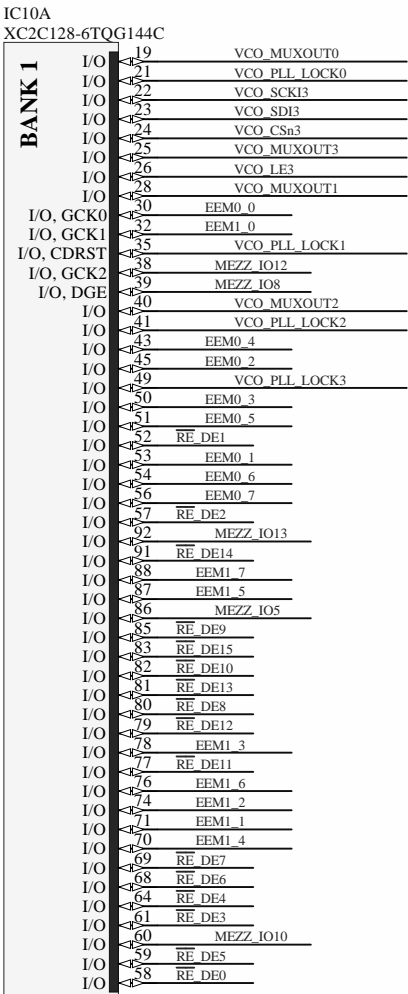 IC10A
XC2C128-6TQG144C
BANK 1
I/O 19 VCO_MUXOUT0
I/O 21 VCO_PLL_LOCK0
I/O 22 VCO_SCKI3
I/O 23 VCO_SDI3
I/O 24 VCO_CSn3
I/O 25 VCO_MUXOUT3
I/O 26 VCO_LE3
I/O 28 VCO_MUXOUT1
I/O, GCK0 30 EEM0_0
I/O, GCK1 32 EEM1_0
I/O, CDRST 35 VCO_PLL_LOCK1
I/O, GCK2 38 MEZZ_IO12
I/O, DGE 39 MEZZ_IO8
I/O 40 VCO_MUXOUT2
I/O 41 VCO_PLL_LOCK2
I/O 43 EEM0_4
I/O 45 EEM0_2
I/O 49 VCO_PLL_LOCK3
I/O 50 EEM0_3
I/O 51 EEM0_5
I/O 52 RE_DE1
I/O 53 EEM0_1
I/O 54 EEM0_6
I/O 56 EEM0_7
I/O 57 RE_DE2
I/O 92 MEZZ_IO13
I/O 91 RE_DE14
I/O 88 EEM1_7
I/O 87 EEM1_5
I/O 86 MEZZ_IO5
I/O 85 RE_DE9
I/O 83 RE_DE15
I/O 82 RE_DE10
I/O 81 RE_DE13
I/O 80 RE_DE8
I/O 79 RE_DE12
I/O 78 EEM1_3
I/O 77 RE_DE11
I/O 76 EEM1_6
I/O 74 EEM1_2
I/O 71 EEM1_1
I/O 70 EEM1_4
I/O 69 RE_DE7
I/O 68 RE_DE6
I/O 64 RE_DE4
I/O 61 RE_DE3
I/O 60 MEZZ_IO10
I/O 59 RE_DE5
I/O 58 RE_DE0